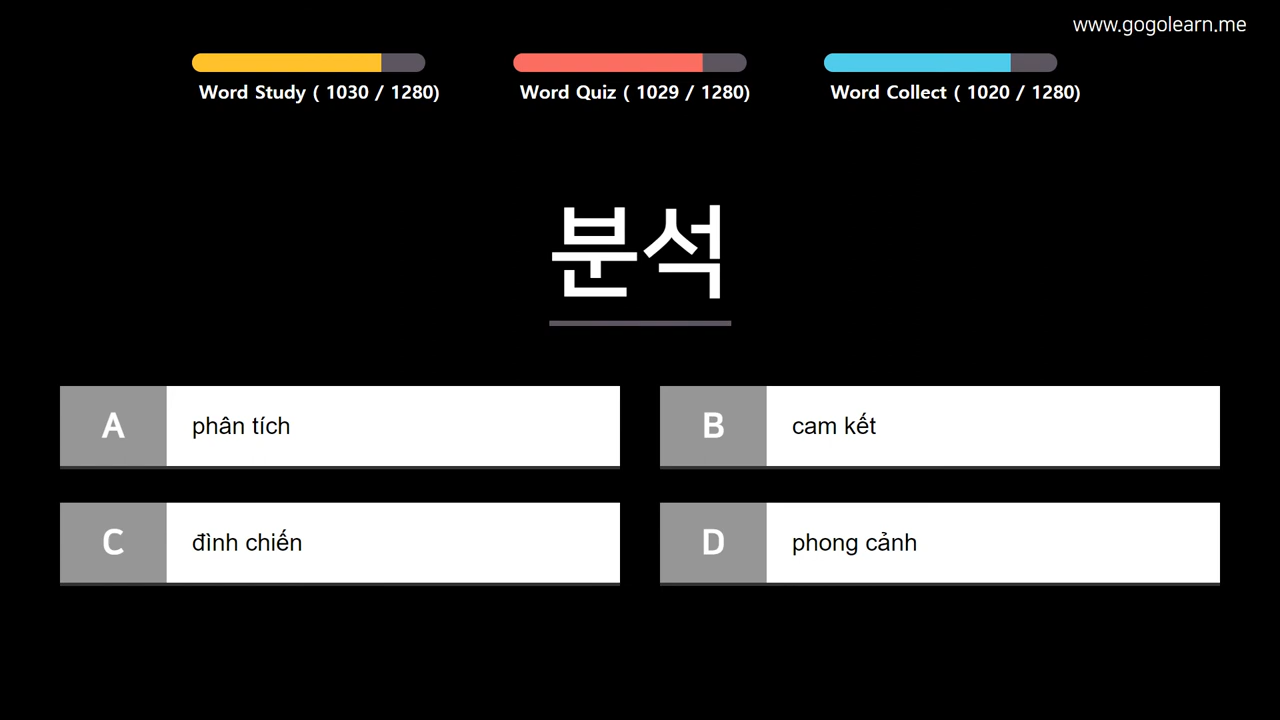 www.gogolearn.me
Word Study ( 1030 / 1280)
Word Quiz ( 1029 / 1280)
Word Collect ( 1020 / 1280)
분석
A phân tích
B cam kết
C đình chiến
D phong cảnh